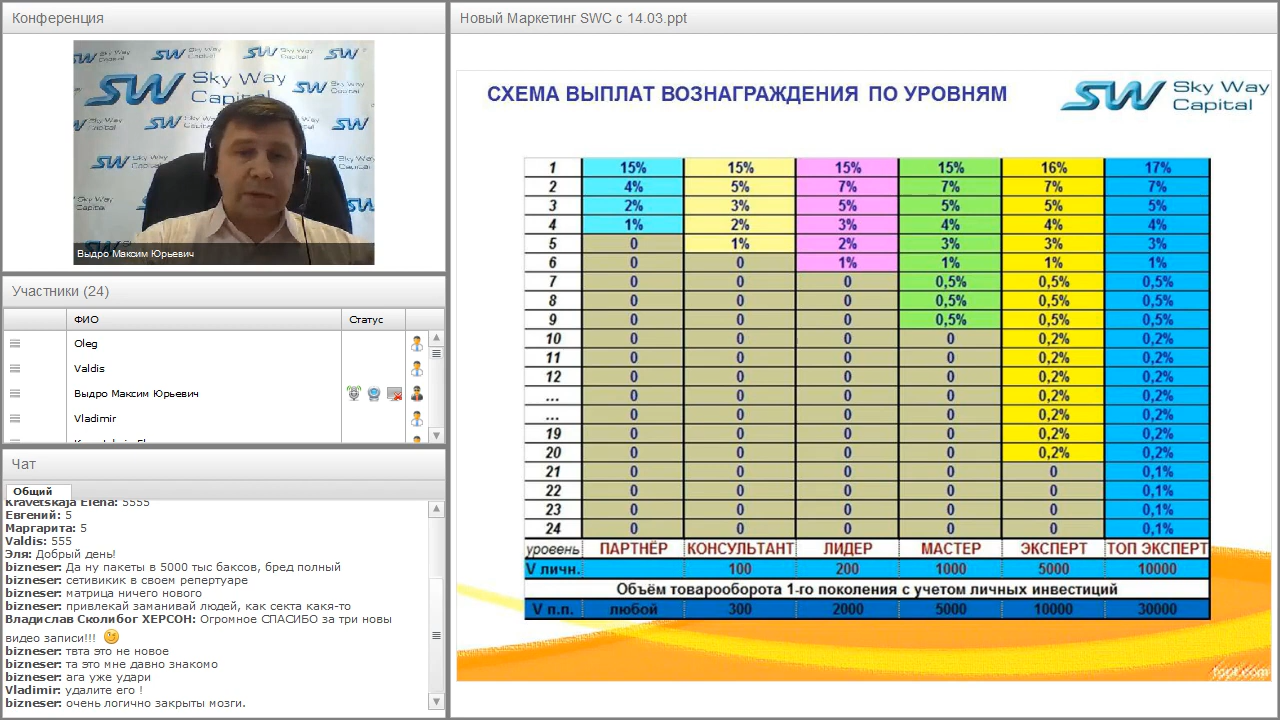 Конференция
SW Sky Way Capital
Выдро Максим Юрьевич
Участники (24)
ФИО Статус
Oleg
Valdis
Выдро Максим Юрьевич
Vladimir
Чат
Общий
Kravetskaja Elena: 5555
Евгений: 5
Маргарита: 5
Valdis: 555
Эля: Добрый день!
bizneser: Да ну пакеты в 5000 тыс баксов, бред полный
bizneser: сетивикик в своем репертуаре
bizneser: матрица ничего нового
bizneser: привлекай заманивай людей, как секта какя-то
Владислав Сколибог ХЕРСОН: Огромное СПАСИБО за три новы
видео записи!!!
bizneser: твта это не новое
bizneser: та это мне давно знакомо
bizneser: ага уже удари
Vladimir: удалите его !
bizneser: очень логично закрыты мозги.
Новый Маркетинг SWC с 14.03.ppt
СХЕМА ВЫПЛАТ ВОЗНАГРАЖДЕНИЯ ПО УРОВНЯМ
SW Sky Way Capital
1 15% 15% 15% 15% 16% 17%
2 4% 5% 7% 7% 7% 7%
3 2% 3% 5% 5% 5% 5%
4 1% 2% 3% 4% 4% 4%
5 0 1% 2% 3% 3% 3%
6 0 0 1% 1% 1% 1%
7 0 0 0 0,5% 0,5% 0,5%
8 0 0 0 0,5% 0,5% 0,5%
9 0 0 0 0,5% 0,5% 0,5%
10 0 0 0 0 0,2% 0,2%
11 0 0 0 0 0,2% 0,2%
12 0 0 0 0 0,2% 0,2%
... 0 0 0 0 0,2% 0,2%
... 0 0 0 0 0,2% 0,2%
19 0 0 0 0 0,2% 0,2%
20 0 0 0 0 0,2% 0,2%
21 0 0 0 0 0 0,1%
22 0 0 0 0 0 0,1%
23 0 0 0 0 0 0,1%
24 0 0 0 0 0 0,1%
уровень ПАРТНЁР КОНСУЛЬТАНТ ЛИДЕР МАСТЕР ЭКСПЕРТ ТОП ЭКСПЕРТ
V личн. 100 200 1000 5000 10000
Объём товарооборота 1-го поколения с учетом личных инвестиций
V п.п. любой 300 2000 5000 10000 30000
fppt.com